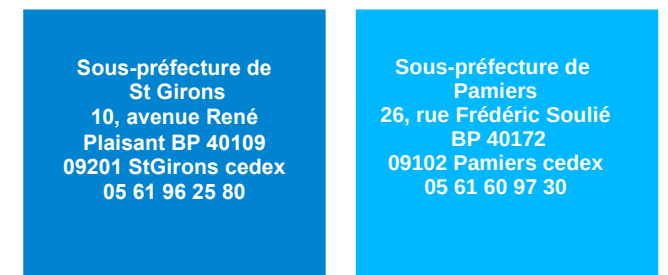 Sous-préfecture de
St Girons
10, avenue René
Plaisant BP 40109
09201 StGirons cedex
05 61 96 25 80
Sous-préfecture de
Pamiers
26, rue Frédéric Soulié
BP 40172
09102 Pamiers cedex
05 61 60 97 30